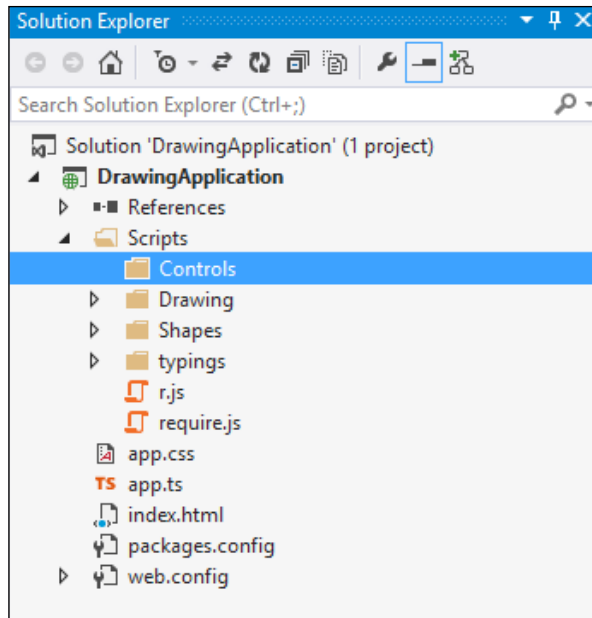 Solution Explorer
Search Solution Explorer (Ctrl+;)
Solution 'DrawingApplication' (1 project)
DrawingApplication
References
Scripts
Controls
Drawing
Shapes
typings
r.js
require.js
app.css
TS app.ts
index.html
packages.config
web.config